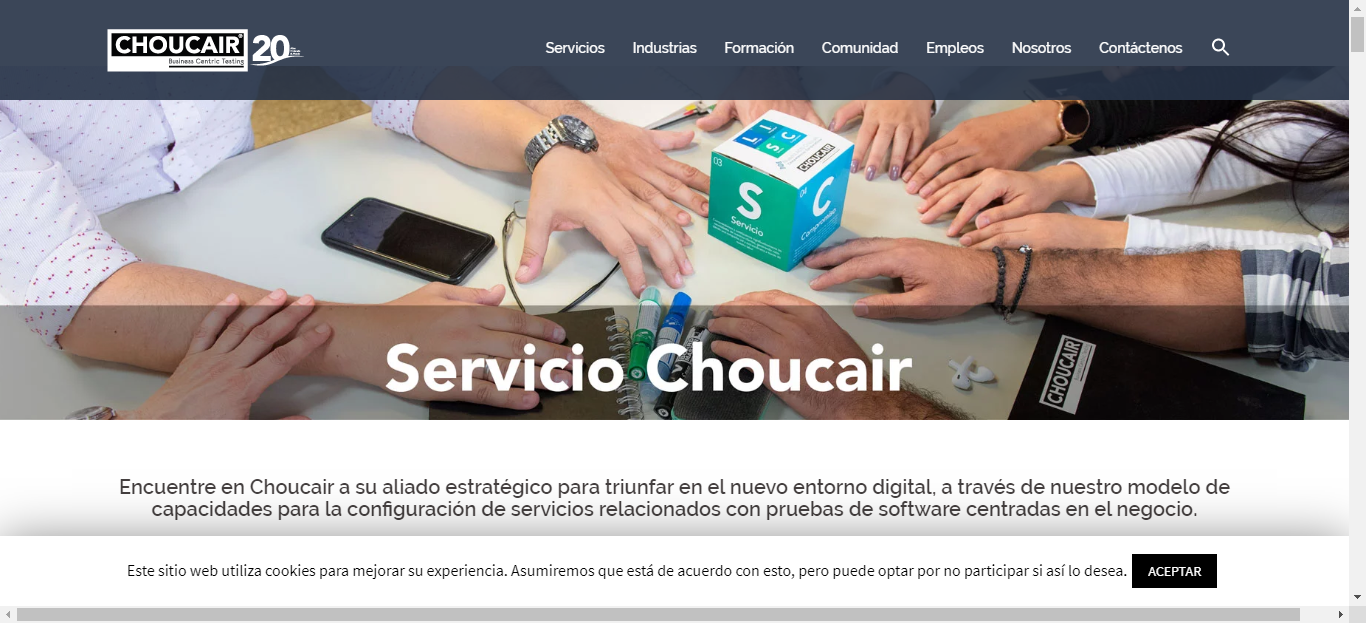 CHOUCAIR®
Business Centric Testing
20
Servicios Industrias Formación Comunidad Empleos Nosotros Contáctenos
LISC
CHOUCAIR
03
S
Servicio
04
C
Compromiso
CHOUCAIR
Servicio Choucair
Encuentre en Choucair a su aliado estratégico para triunfar en el nuevo entorno digital, a través de nuestro modelo de
capacidades para la configuración de servicios relacionados con pruebas de software centradas en el negocio.
Este sitio web utiliza cookies para mejorar su experiencia. Asumiremos que está de acuerdo con esto, pero puede optar por no participar si así lo desea. ACEPTAR